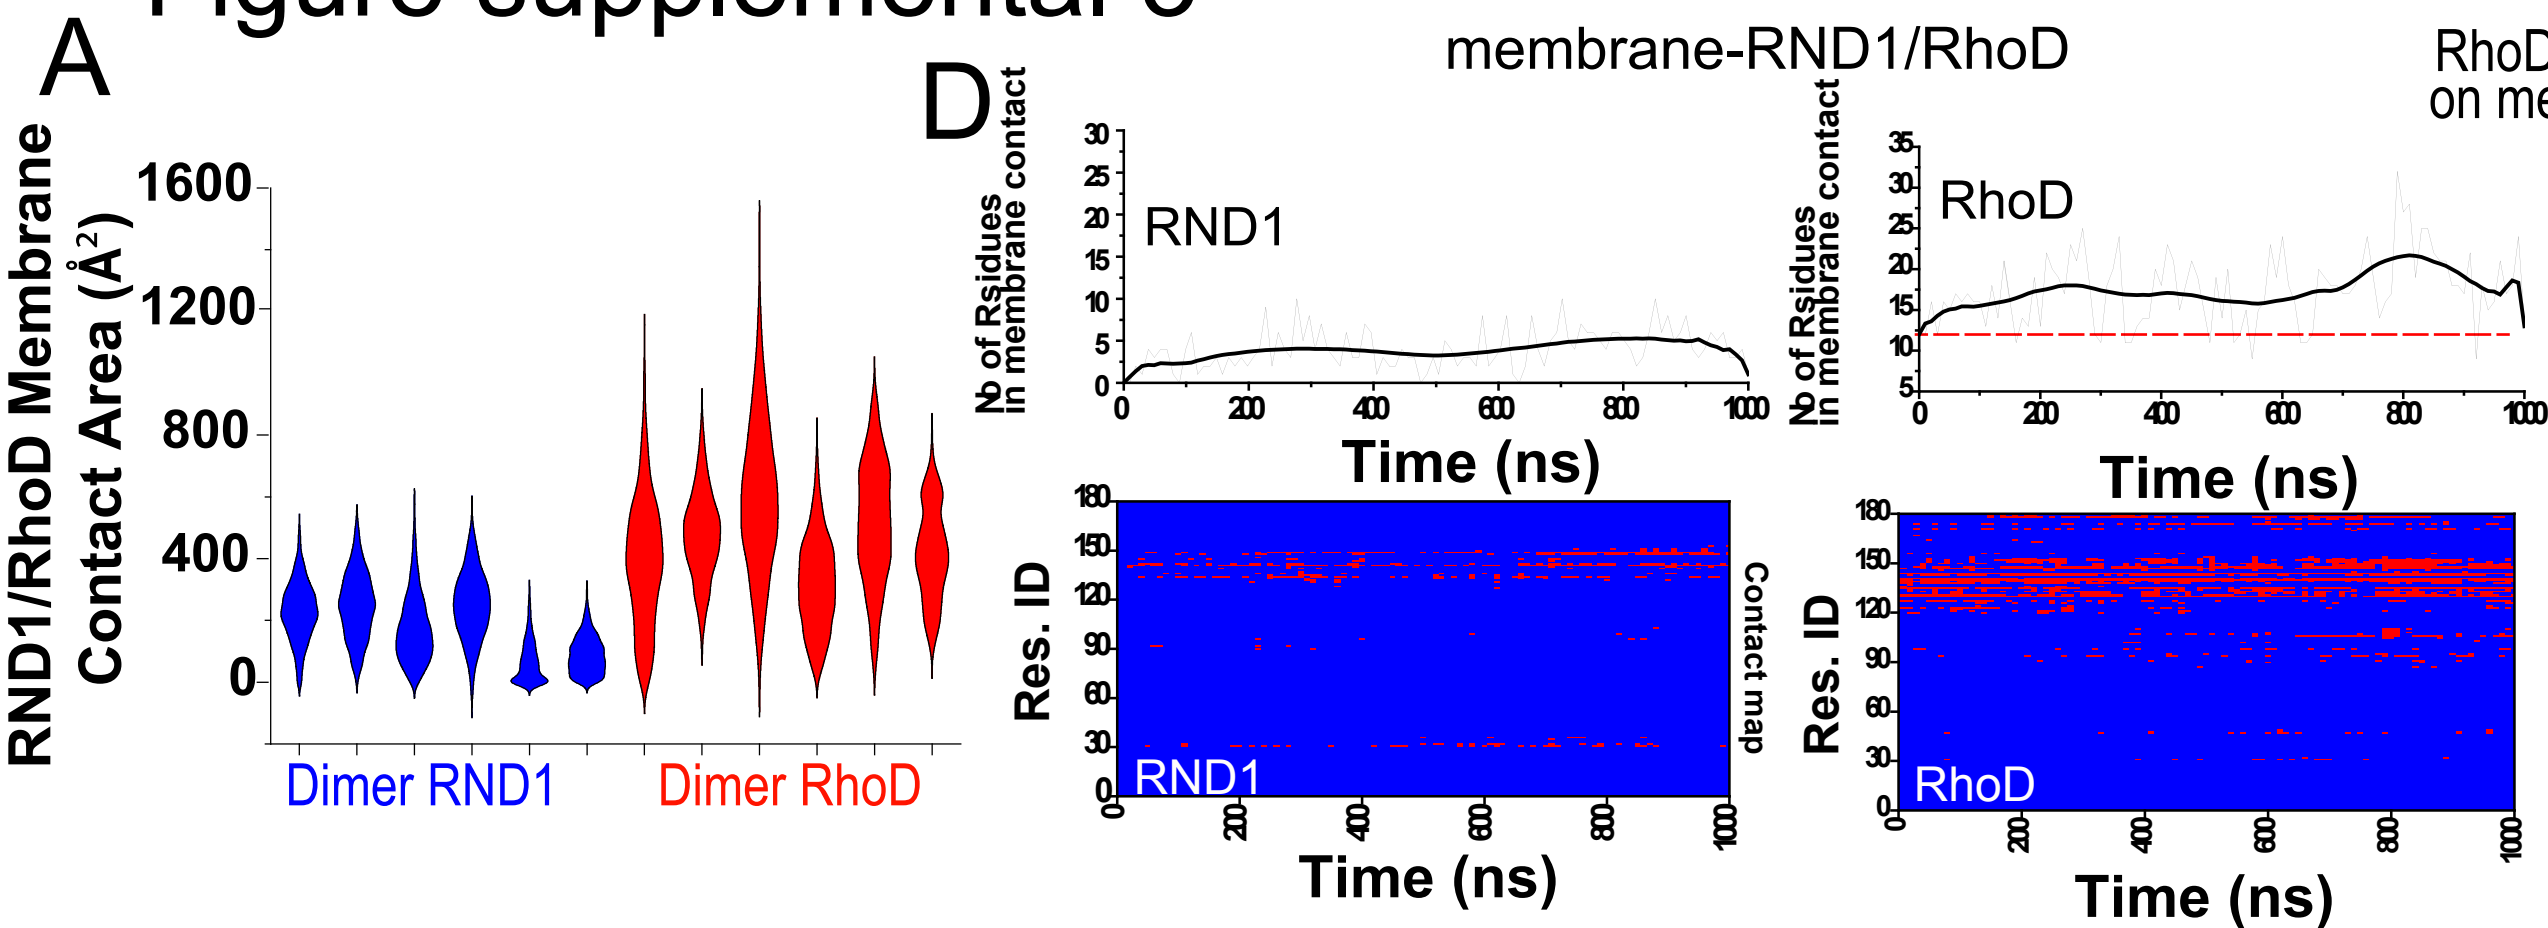 Figure supplemental
A
RND1/RhoD Membrane
Contact Area (Å²)
1600
1200
800
400
0
Dimer RND1
Dimer RhoD
D
membrane-RND1/RhoD
RhoD
on me
No of Rsidues
in membrane contact
30
25
20
15
10
5
0
RND1
0 200 400 600 800 1000
Time (ns)
No of Rsidues
in membrane contact
35
30
25
20
15
10
5
RhoD
0 200 400 600 800 1000
Time (ns)
Res. ID
180
150
120
90
60
30
0
RND1
0 200 400 600 800 1000
Time (ns)
Contact map
Res. ID
180
150
120
90
60
30
0
RhoD
0 200 400 600 800 1000
Time (ns)